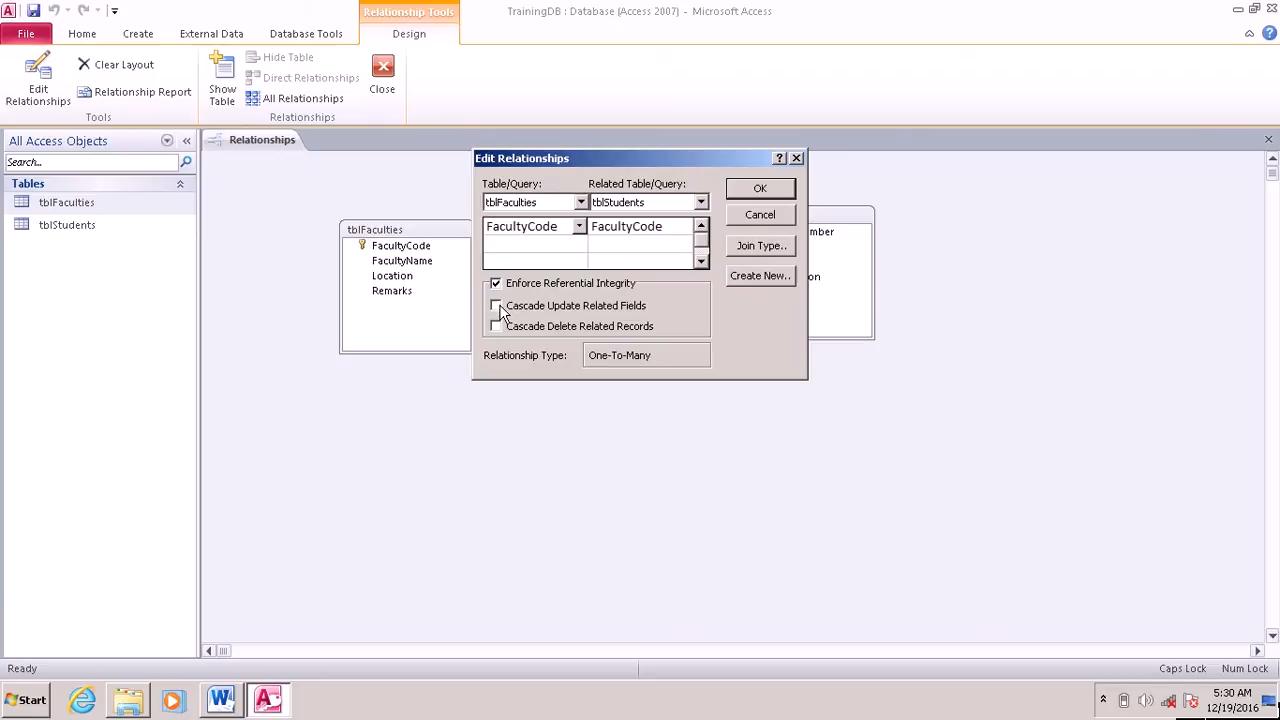 Relationship Tools
TrainingDB : Database (Access 2007) - Microsoft Access
File
Home
Create
External Data
Database Tools
Design
Edit
Relationships
Clear Layout
Relationship Report
Tools
Show
Table
Hide Table
Direct Relationships
All Relationships
Relationships
Close
All Access Objects
Search...
Tables
tblFaculties
tblStudents
Relationships
tblFaculties
FacultyCode
FacultyName
Location
Remarks
mber
on
Edit Relationships
Table/Query:
Related Table/Query:
tblFaculties
tblStudents
FacultyCode
FacultyCode
OK
Cancel
Join Type..
Create New..
Enforce Referential Integrity
Cascade Update Related Fields
Cascade Delete Related Records
Relationship Type:
One-To-Many
Ready
Caps Lock
Num Lock
Start
5:30 AM
12/19/2016